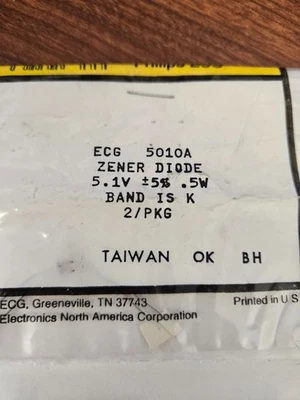 ECG 5010A
ZENER DIODE
5.1V ±5% .5W
BAND IS K
2/PKG
TAIWAN OK BH
ECG, Greeneville, TN 37743
Printed in U S
Electronics North America Corporation